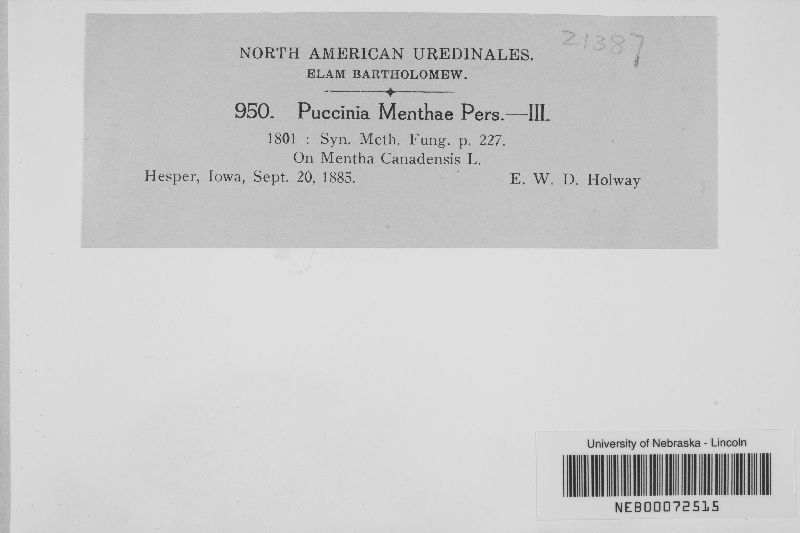 21387
NORTH AMERICAN UREDINALES.
ELAM BARTHOLOMEW.
950. Puccinia Menthae Pers.—III.
1801 : Syn. Meth. Fung. p. 227.
On Mentha Canadensis L.
Hesper, Iowa, Sept. 20, 1885. E. W. D. Holway
University of Nebraska - Lincoln
NEB00072515